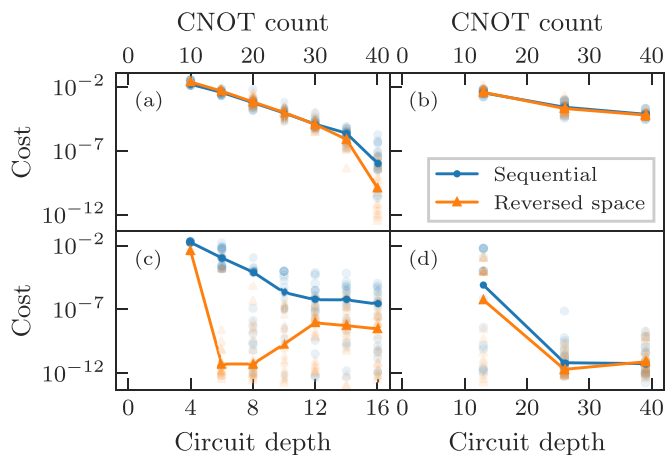 CNOT count CNOT count
0 10 20 30 40 0 10 20 30 40
Cost 10⁻² 10⁻⁷ 10⁻¹² (a) (b)
Sequential
Reversed space
Cost 10⁻² 10⁻⁷ 10⁻¹² (c) (d)
0 4 8 12 16 0 10 20 30 40
Circuit depth Circuit depth